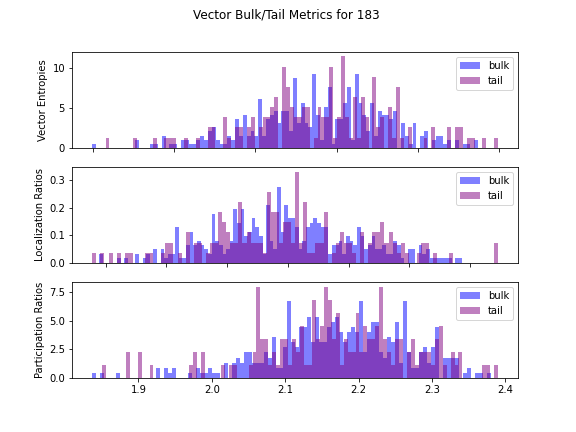 Vector Bulk/Tail Metrics for 183
Vector Entropies
10
5
0
bulk
tail
Localization Ratios
0.3
0.2
0.1
0.0
bulk
tail
Participation Ratios
7.5
5.0
2.5
0.0
bulk
tail
1.9 2.0 2.1 2.2 2.3 2.4